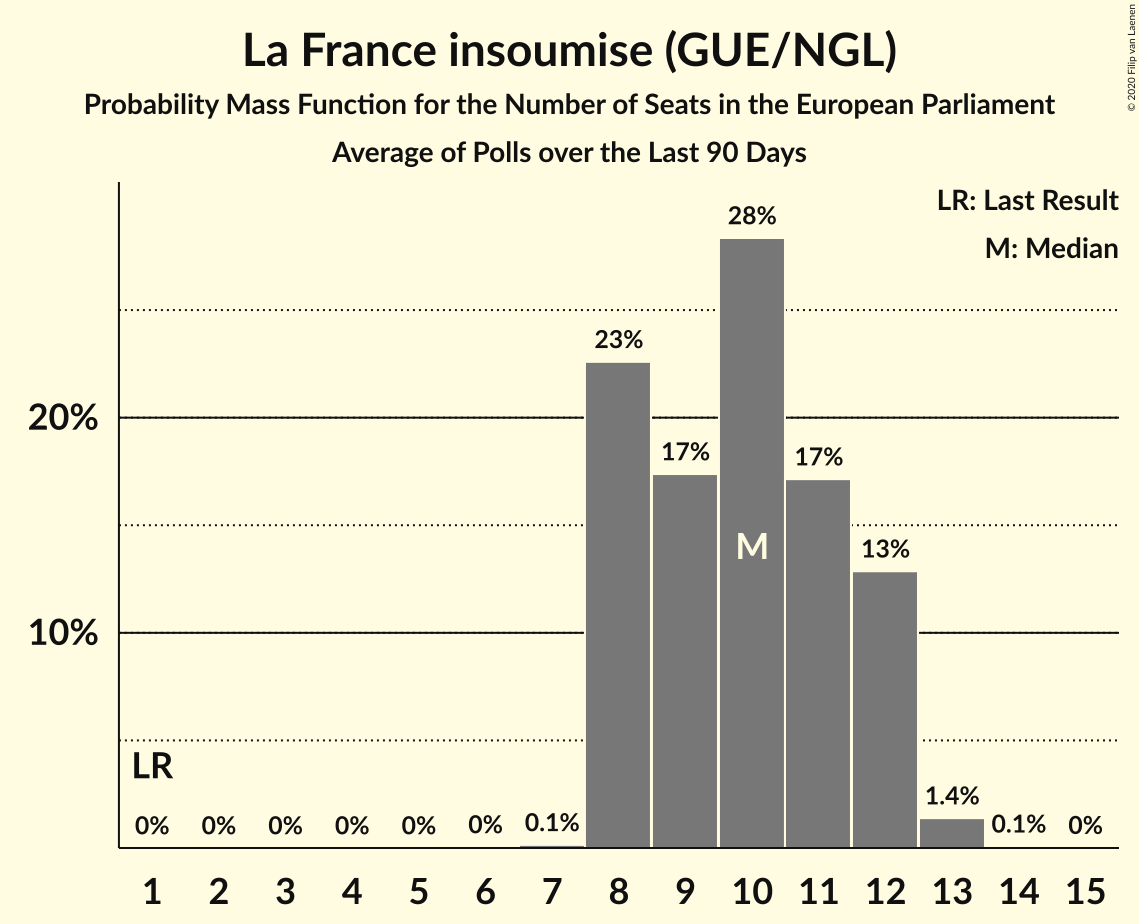 La France insoumise (GUE/NGL)
Probability Mass Function for the Number of Seats in the European Parliament
Average of Polls over the Last 90 Days
© 2020 Filip van Laenen
LR: Last Result
M: Median
28%
23%
20%
17%
17%
M
13%
10%
LR
0%
0%
0%
0%
0%
0%
0.1%
1.4%
0.1%
0%
1 2 3 4 5 6 7 8 9 10 11 12 13 14 15